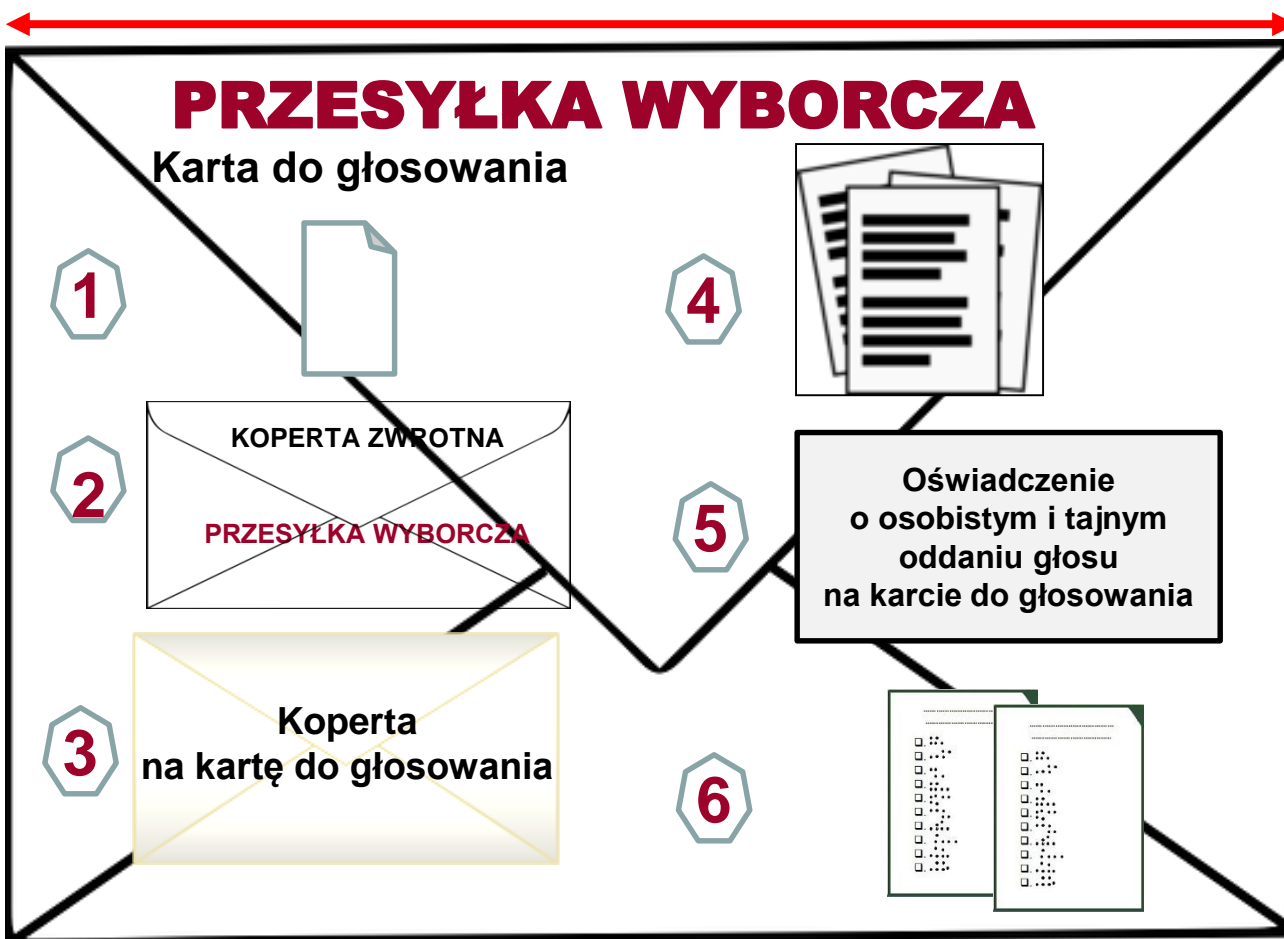 PRZESYŁKA WYBORCZA
Karta do głosowania
1
2
KOPERTA ZWROTNA
PRZESYŁKA WYBORCZA
3
Koperta
na kartę do głosowania
4
5
Oświadczenie
o osobistym i tajnym
oddaniu głosu
na karcie do głosowania
6